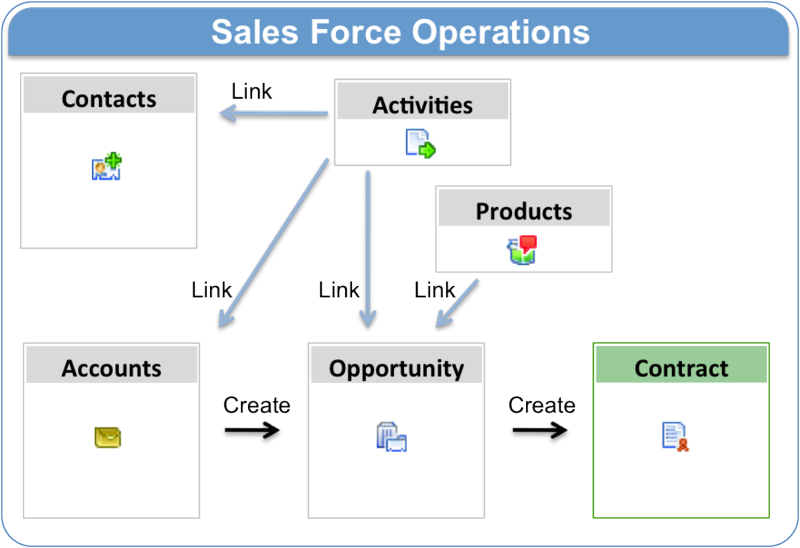 Sales Force Operations
Contacts
Link
Activities
Products
Link
Link
Link
Accounts
Create
Opportunity
Create
Contract